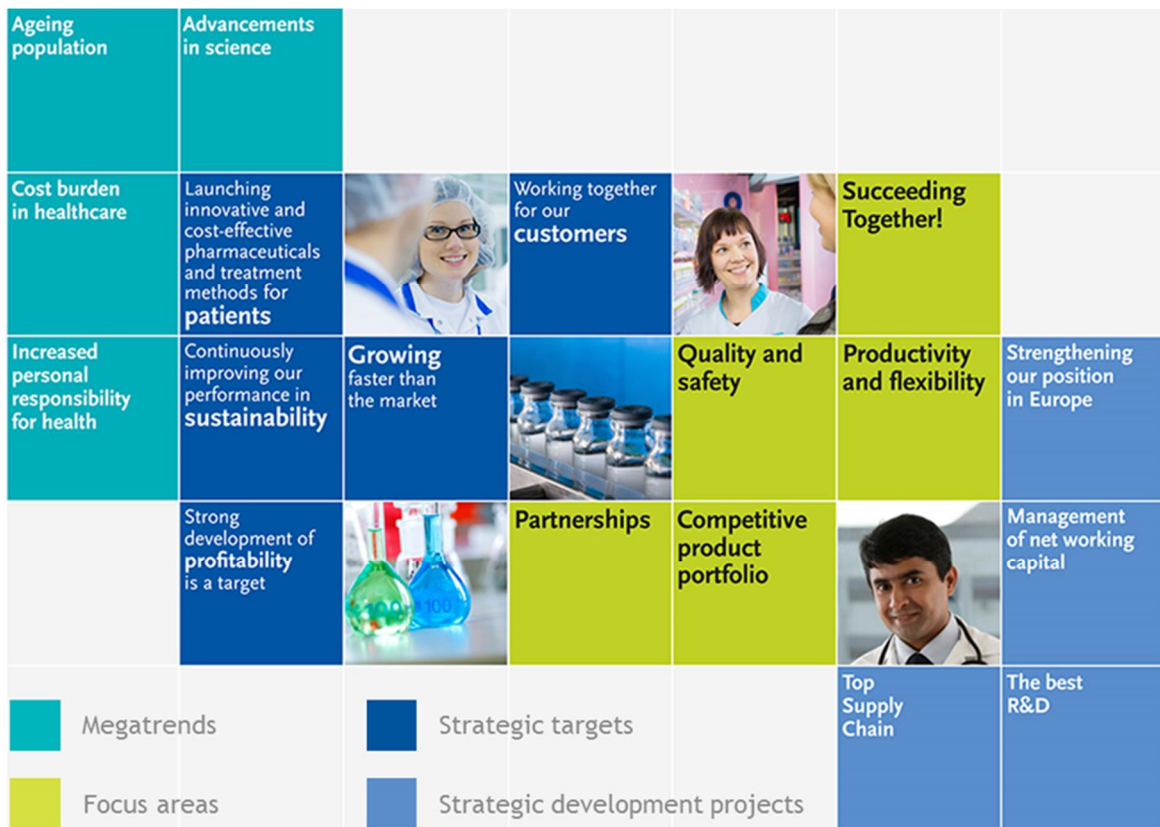 Ageing
population
Advancements
in science
Cost burden
in healthcare
Launching
innovative and
cost-effective
pharmaceuticals
and treatment
methods for
patients
Working together
for our
customers
Succeeding
Together!
Increased
personal
responsibility
for health
Continuously
improving our
performance in
sustainability
Growing
faster than
the market
Quality and
safety
Productivity
and flexibility
Strengthening
our position
in Europe
Strong
development of
profitability
is a target
100
100
Partnerships
Competitive
product
portfolio
Management
of net working
capital
Top
Supply
Chain
The best
R&D
Megatrends
Strategic targets
Focus areas
Strategic development projects